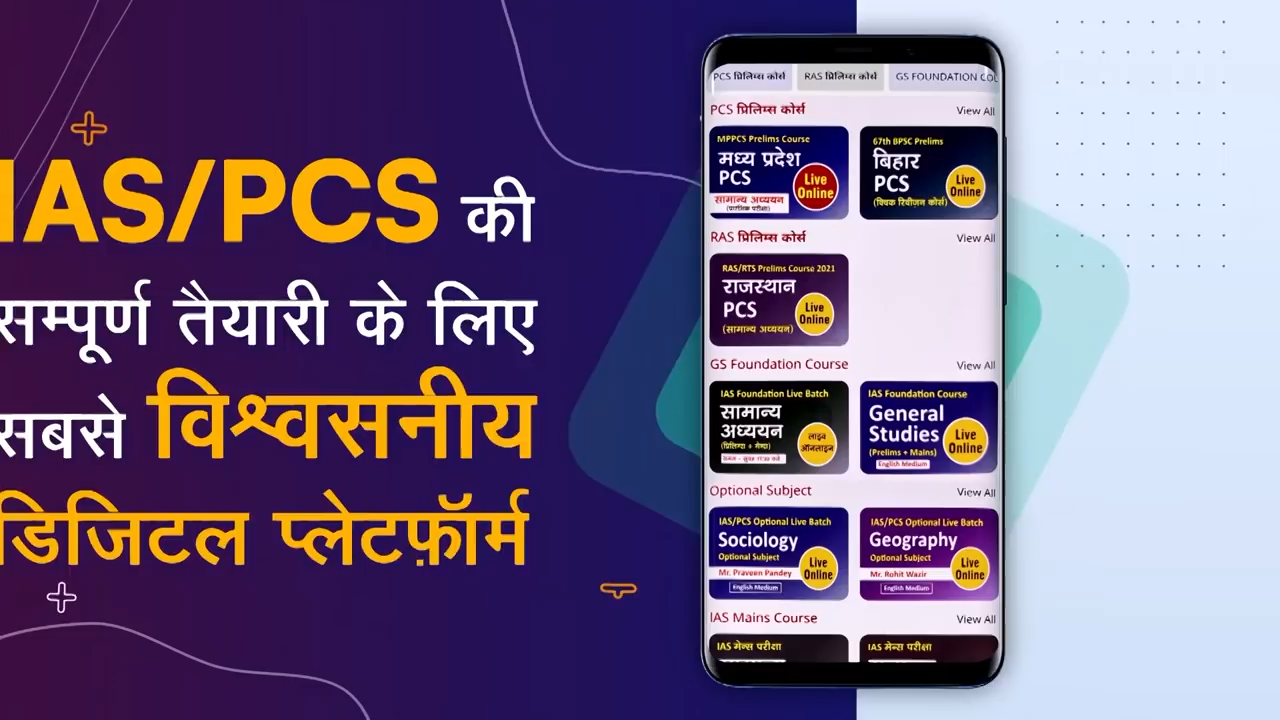 IAS/PCS की
सम्पूर्ण तैयारी के लिए
सबसे विश्वसनीय
डिजिटल प्लेटफ़ॉर्म
PCS प्रिलिम्स कोर्स
RAS प्रिलिम्स कोर्स
GS FOUNDATION COU
PCS प्रिलिम्स कोर्स
View All
MPPCS Prelims Course
मध्य प्रदेश
PCS
सामान्य अध्ययन
(प्रारंभिक परीक्षा)
Live
Online
67th BPSC Prelims
बिहार
PCS
(क्विक रिवीजन कोर्स)
Live
Online
RAS प्रिलिम्स कोर्स
View All
RAS/RTS Prelims Course 2021
राजस्थान
PCS
(सामान्य अध्ययन)
Live
Online
GS Foundation Course
View All
IAS Foundation Live Batch
सामान्य
अध्ययन
(प्रिलिम्स + मेन्स)
लाइव
ऑनलाइन
IAS Foundation Course
General
Studies
(Prelims + Mains)
English Medium
Live
Online
Optional Subject
View All
IAS/PCS Optional Live Batch
Sociology
Optional Subject
Mr. Praveen Pandey
English Medium
Live
Online
IAS/PCS Optional Live Batch
Geography
Optional Subject
Mr. Rohit Wazir
English Medium
Live
Online
IAS Mains Course
View All
IAS मेन्स परीक्षा
IAS मेन्स परीक्षा